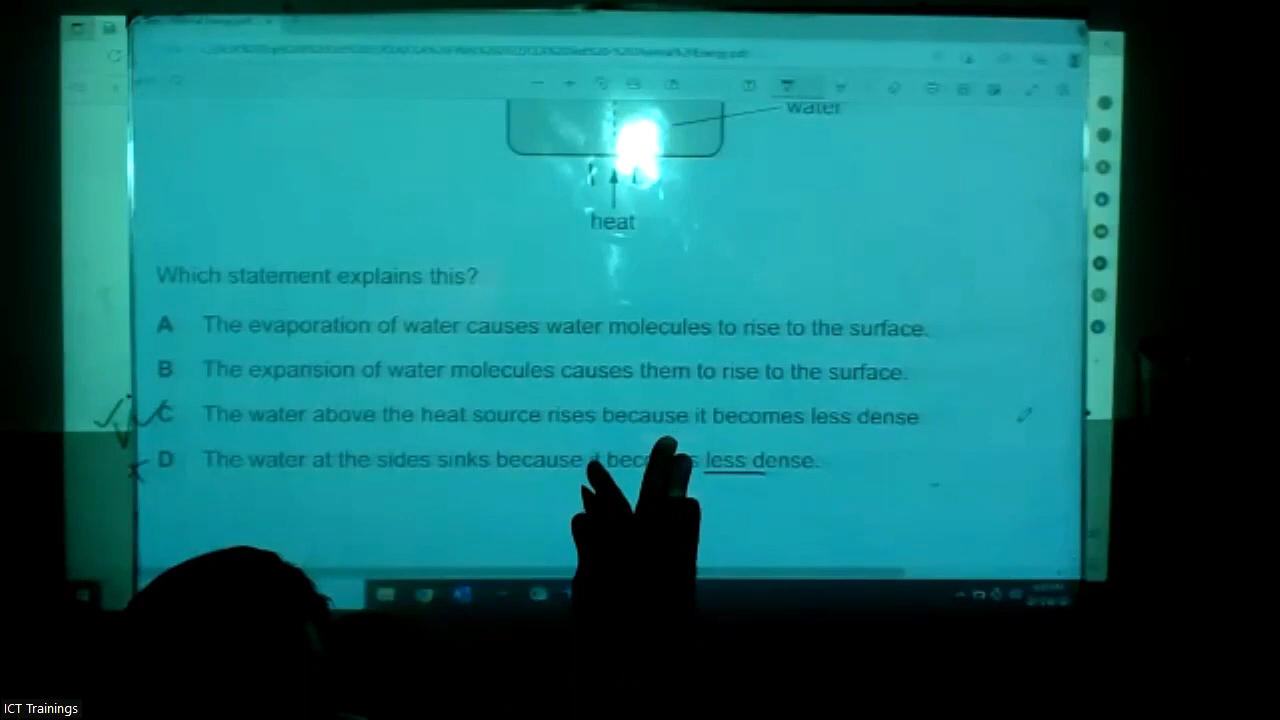 water
heat
Which statement explains this?
A The evaporation of water causes water molecules to rise to the surface.
B The expansion of water molecules causes them to rise to the surface.
C The water above the heat source rises because it becomes less dense
D The water at the sides sinks because it becomes less dense.
ICT Trainings